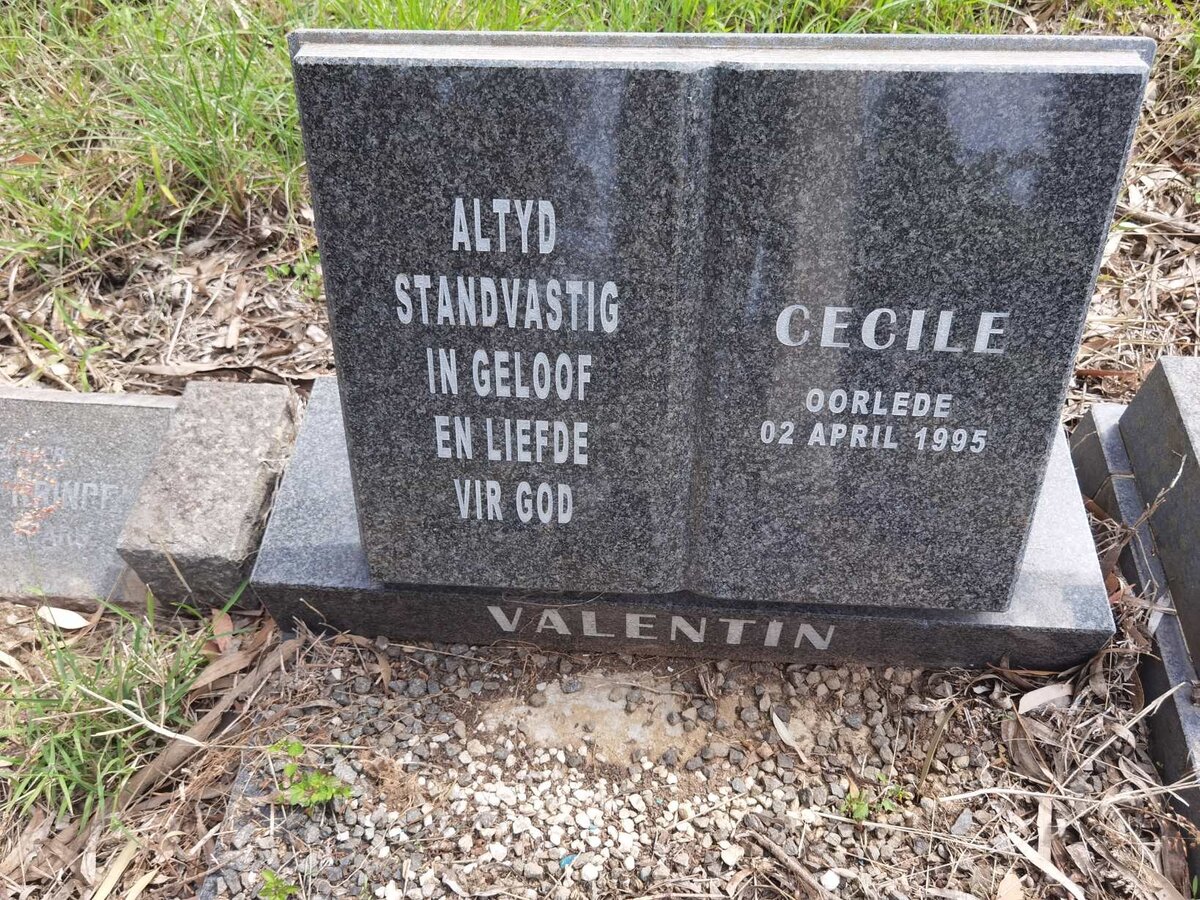 ALTYD
STANDVASTIG
IN GELOOF
EN LIEFDE
VIR GOD
CECILE
OORLEDE
02 APRIL 1995
VALENTIN